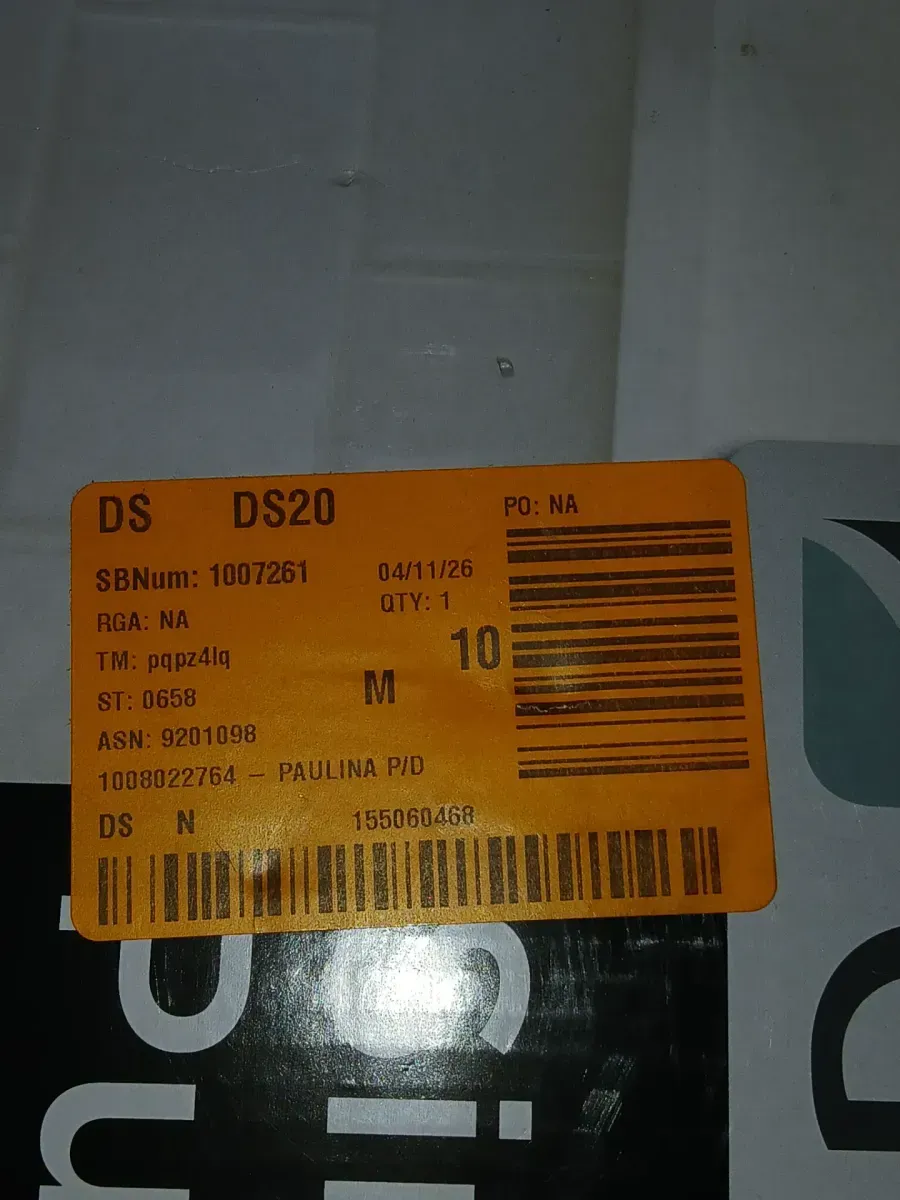 DS DS20
PO: NA
SBNum: 1007261 04/11/26
QTY: 1
RGA: NA
10
TM: pqpz4lq
M
ST: 0658
ASN: 9201098
1008022764 – PAULINA P/D
DS N 155060468